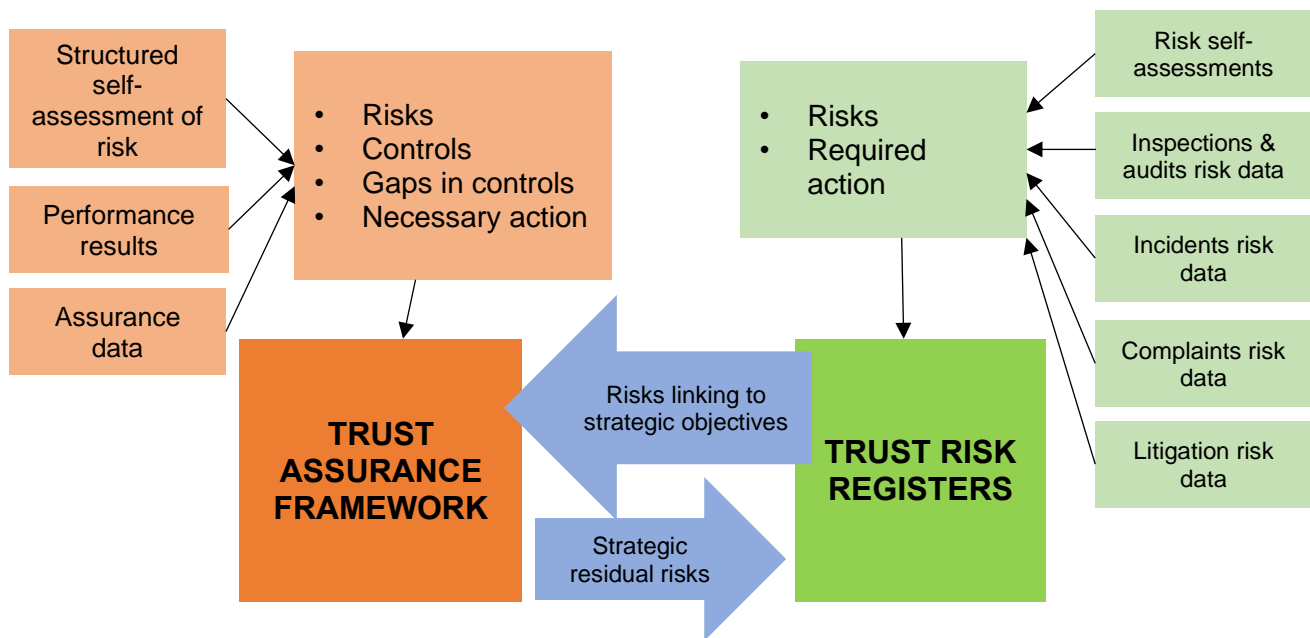 Structured
self-
assessment of
risk
Performance
results
Assurance
data
• Risks
• Controls
• Gaps in controls
• Necessary action
TRUST
ASSURANCE
FRAMEWORK
Risks linking to
strategic objectives
Strategic
residual risks
• Risks
• Required
action
TRUST RISK
REGISTERS
Risk self-
assessments
Inspections &
audits risk data
Incidents risk
data
Complaints risk
data
Litigation risk
data